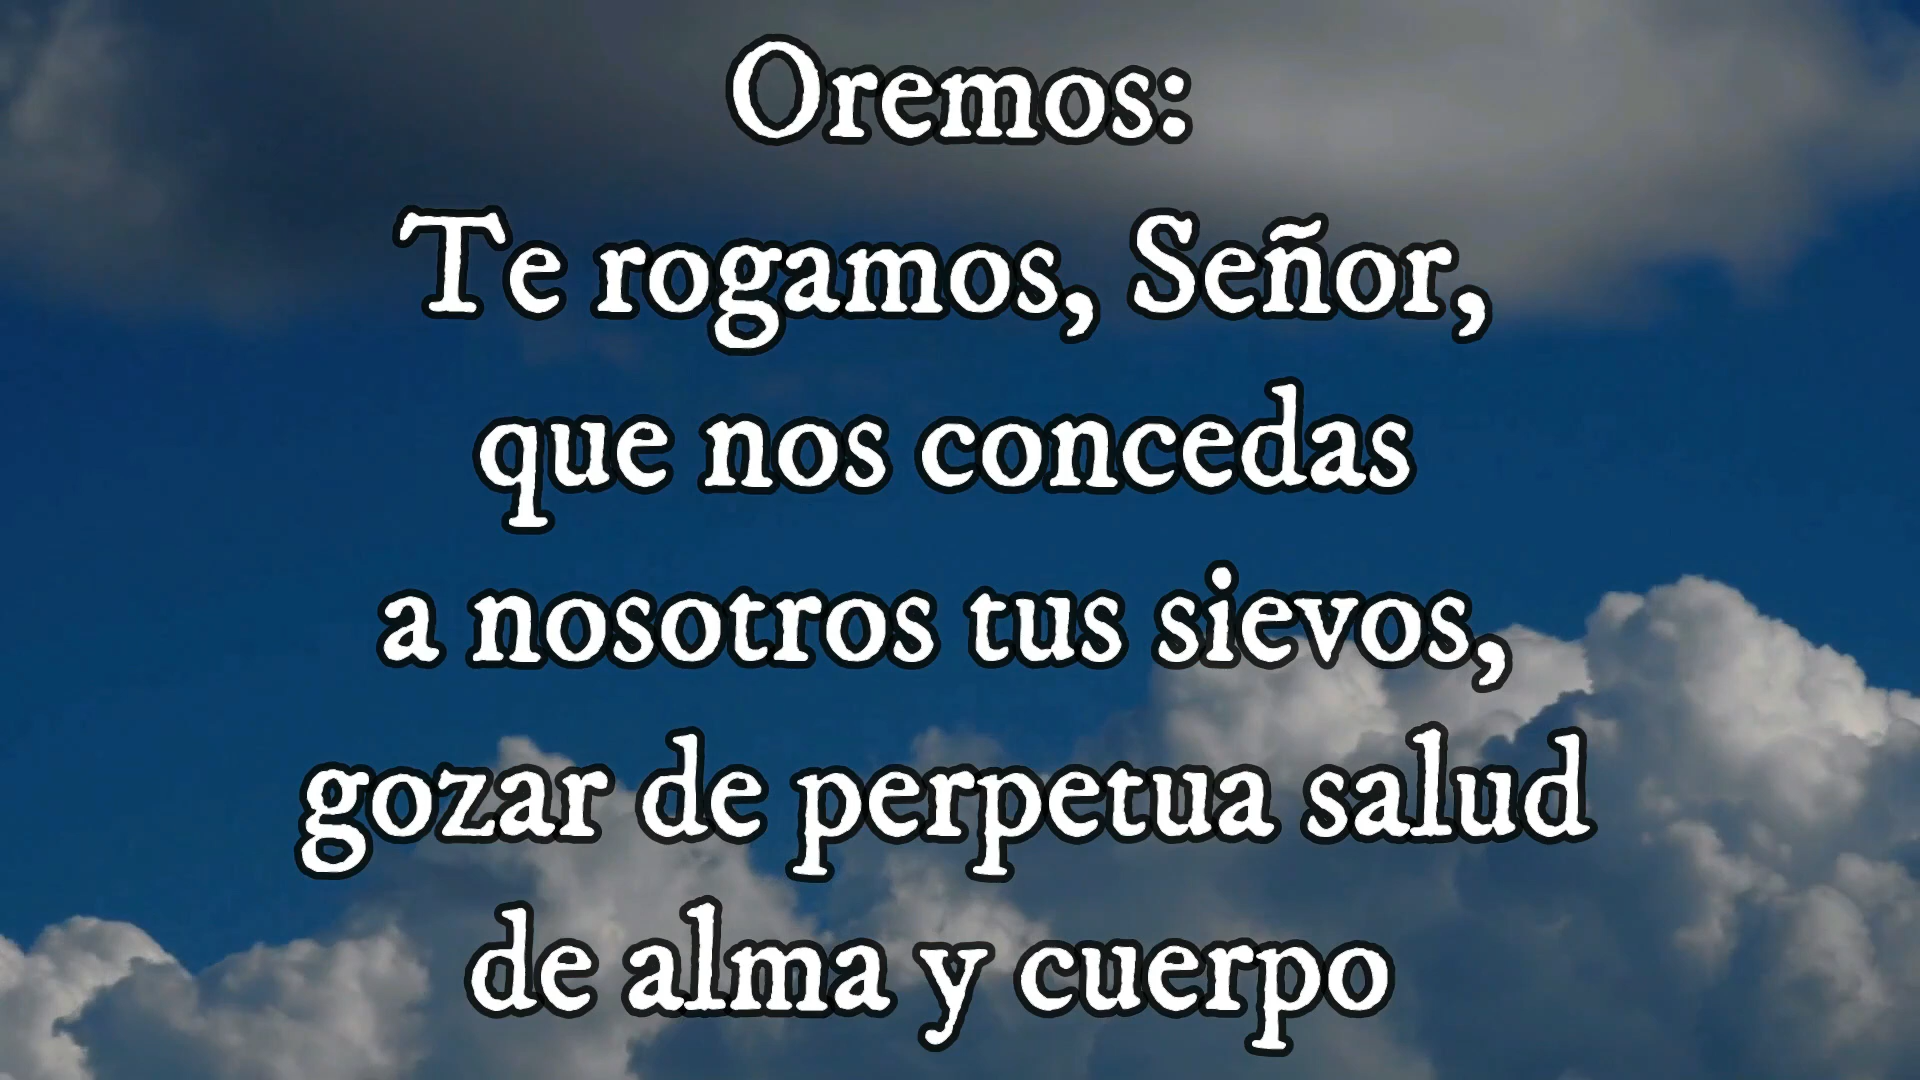 Oremos:
Te rogamos, Señor,
que nos concedas
a nosotros tus sievos,
gozar de perpetua salud
de alma y cuerpo